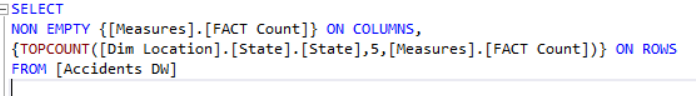 SELECT
NON EMPTY {[Measures].[FACT Count]} ON COLUMNS,
{TOPCOUNT([Dim Location].[State].[State],5,[Measures].[FACT Count])} ON ROWS
FROM [Accidents DW]